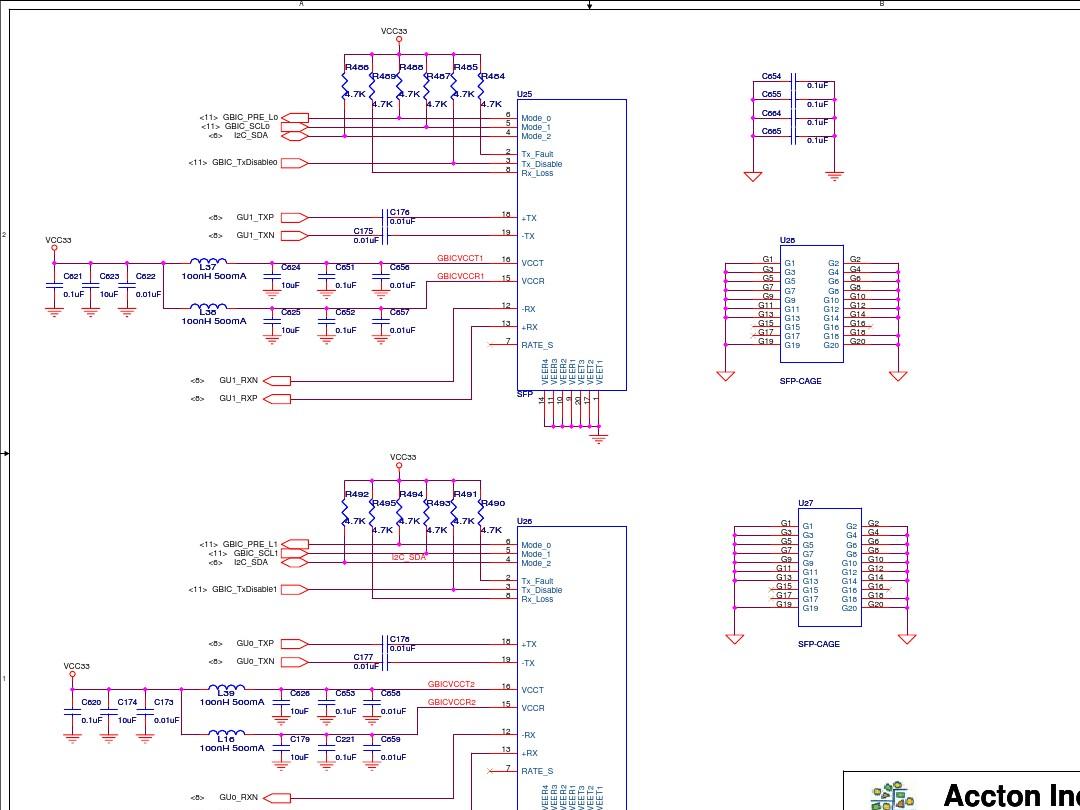 A
B
VCC33
R486
R489
R488
R487
R485
R484
4.7K
4.7K
4.7K
4.7K
4.7K
4.7K
U25
<11> GBIC_PRE_L0
<11> GBIC_SCL0
<6> I2C_SDA
<11> GBIC_TxDisable0
6 Mode_0
5 Mode_1
4 Mode_2
2 Tx_Fault
3 Tx_Disable
8 Rx_Loss
<8> GU1_TXP
C176
0.01uF
18 +TX
2
<8> GU1_TXN
C175
0.01uF
19 -TX
VCC33
L37
100nH 500mA
GBICVCCT1
16 VCCT
C621
0.1uF
C623
0.1uF
C622
0.01uF
C624
10uF
C651
0.1uF
C656
0.01uF
GBICVCCR1
15 VCCR
L38
100nH 500mA
C625
10uF
C652
0.1uF
C657
0.01uF
12 -RX
13 +RX
7 RATE_S
<8> GU1_RXN
<8> GU1_RXP
VEER4
VEER3
VEER2
VEER1
VEET3
VEET2
VEET1
SFP
14
11
10
9
20
17
1
C654
0.1uF
C655
0.1uF
C664
0.1uF
C665
0.1uF
U28
G1 G1 G2 G2
G3 G3 G4 G4
G5 G5 G6 G6
G7 G7 G8 G8
G9 G9 G10 G10
G11 G11 G12 G12
G13 G13 G14 G14
G15 G15 G16 G16
G17 G17 G18 G18
G19 G19 G20 G20
SFP-CAGE
VCC33
R492
R495
R494
R493
R491
R490
4.7K
4.7K
4.7K
4.7K
4.7K
4.7K
U26
<11> GBIC_PRE_L1
<11> GBIC_SCL1
<6> I2C_SDA
I2C_SDA
<11> GBIC_TxDisable1
6 Mode_0
5 Mode_1
4 Mode_2
2 Tx_Fault
3 Tx_Disable
8 Rx_Loss
<8> GU0_TXP
C178
0.01uF
18 +TX
<8> GU0_TXN
C177
0.01uF
19 -TX
1
VCC33
L39
100nH 500mA
GBICVCCT2
16 VCCT
C620
0.1uF
C174
10uF
C173
0.01uF
C626
0.1uF
C653
0.1uF
C658
0.01uF
GBICVCCR2
15 VCCR
L16
100nH 500mA
C179
10uF
C221
0.1uF
C659
0.01uF
12 -RX
13 +RX
7 RATE_S
<8> GU0_RXN
VEER4
VEER3
VEER2
VEER1
VEET3
VEET2
VEET1
U27
G1 G1 G2 G2
G3 G3 G4 G4
G5 G5 G6 G6
G7 G7 G8 G8
G9 G9 G10 G10
G11 G11 G12 G12
G13 G13 G14 G14
G15 G15 G16 G16
G17 G17 G18 G18
G19 G19 G20 G20
SFP-CAGE
Accton Inc